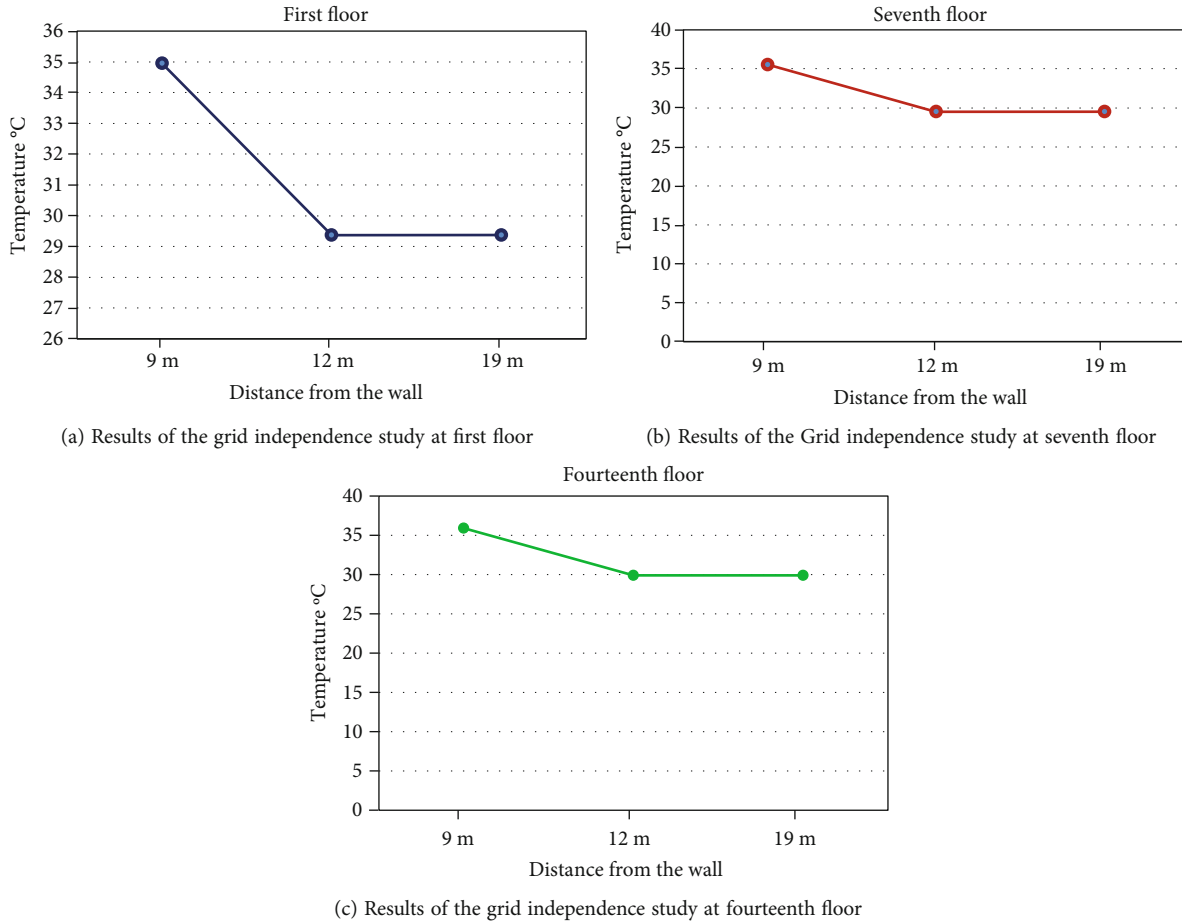 First floor
36
35
34
33
32
31
30
29
28
27
26
Temperature °C
9 m
12 m
19 m
Distance from the wall
(a) Results of the grid independence study at first floor
Seventh floor
40
35
30
25
20
15
10
5
0
Temperature °C
9 m
12 m
19 m
Distance from the wall
(b) Results of the Grid independence study at seventh floor
Fourteenth floor
40
35
30
25
20
15
10
5
0
Temperature °C
9 m
12 m
19 m
Distance from the wall
(c) Results of the grid independence study at fourteenth floor